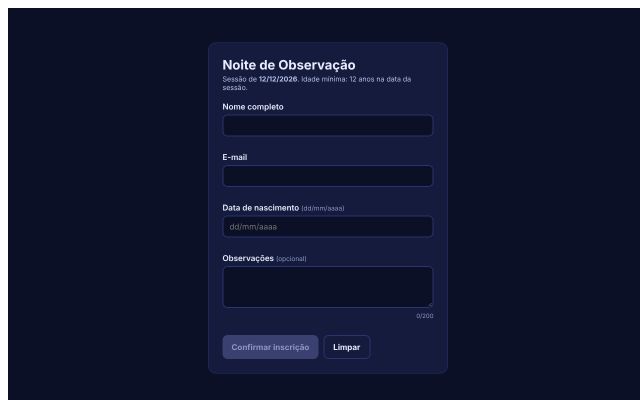 Noite de Observação
Sessão de 12/12/2026. Idade mínima: 12 anos na data da
sessão.
Nome completo
E-mail
Data de nascimento (dd/mm/aaaa)
dd/mm/aaaa
Observações (opcional)
0/200
Confirmar inscrição Limpar